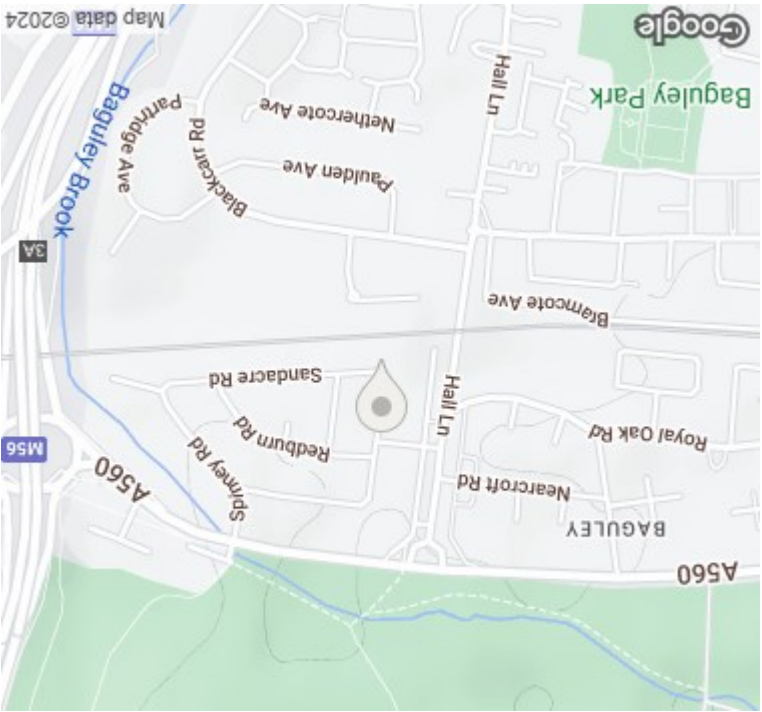 A560
BAGULEY
Nearcroft Rd
Royal Oak Rd
Hall Ln
A560
Spinney Rd
M56
Redburn Rd
Sandacre Rd
Bramcote Ave
3A
Baguley Brook
Blackcarr Rd
Paulden Ave
Partridge Ave
Nethercote Ave
Baguley Park
Hall Ln
Google
Map data ©2024